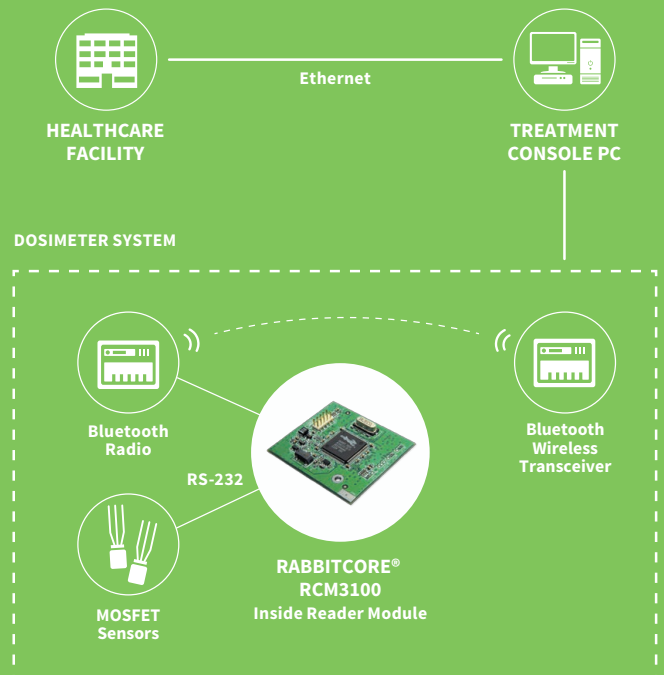 Ethernet
HEALTHCARE
FACILITY
TREATMENT
CONSOLE PC
DOSIMETER SYSTEM
Bluetooth
Radio
Bluetooth
Wireless
Transceiver
RS-232
RABBITCORE®
RCM3100
Inside Reader Module
MOSFET
Sensors